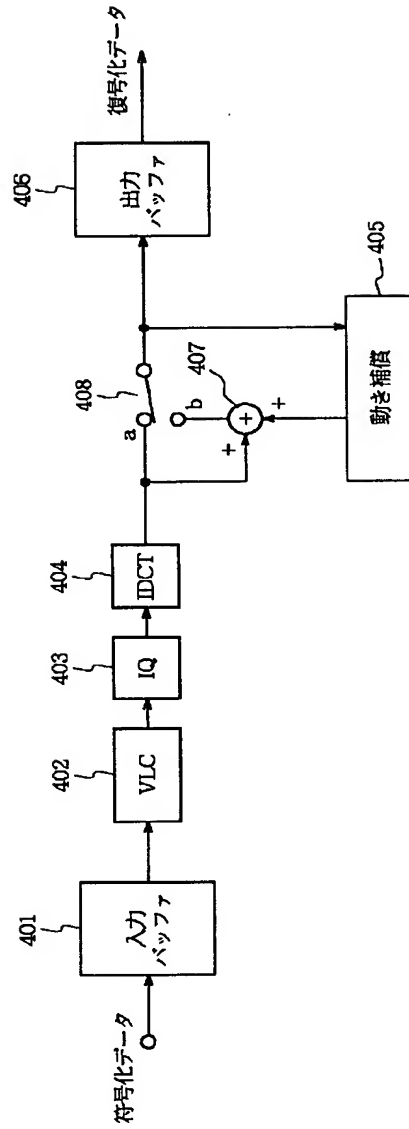 符号化データ
401
入力
バッファ
402
VLC
403
IQ
404
IDCT
a
408
b
407
+
+
+
405
動き補償
406
出力
バッファ
復号化データ